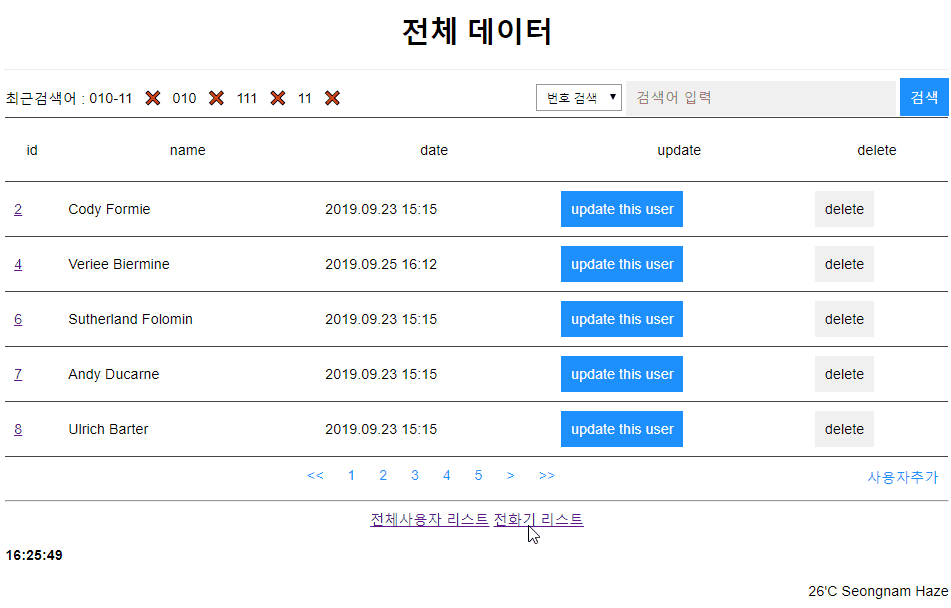 전체 데이터
최근검색어 : 010-11 ❌ 010 ❌ 111 ❌ 11 ❌ 번호 검색 ▼ 검색어 입력 검색
id name date update delete
2 Cody Formie 2019.09.23 15:15 update this user delete
4 Veriee Biermine 2019.09.25 16:12 update this user delete
6 Sutherland Folomin 2019.09.23 15:15 update this user delete
7 Andy Ducarne 2019.09.23 15:15 update this user delete
8 Ulrich Barter 2019.09.23 15:15 update this user delete
<< 1 2 3 4 5 > >> 사용자추가
전체사용자 리스트 전화기 리스트
16:25:49
26'C Seongnam Haze